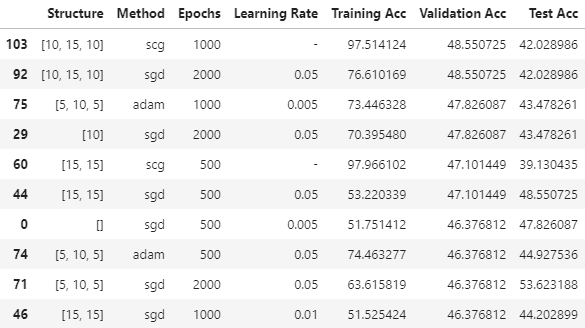 Structure Method Epochs Learning Rate Training Acc Validation Acc Test Acc
103 [10, 15, 10] scg 1000 - 97.514124 48.550725 42.028986
92 [10, 15, 10] sgd 2000 0.05 76.610169 48.550725 42.028986
75 [5, 10, 5] adam 1000 0.005 73.446328 47.826087 43.478261
29 [10] sgd 2000 0.05 70.395480 47.826087 43.478261
60 [15, 15] scg 500 - 97.966102 47.101449 39.130435
44 [15, 15] sgd 500 0.05 53.220339 47.101449 48.550725
0 [] sgd 500 0.005 51.751412 46.376812 47.826087
74 [5, 10, 5] adam 500 0.05 74.463277 46.376812 44.927536
71 [5, 10, 5] sgd 2000 0.05 63.615819 46.376812 53.623188
46 [15, 15] sgd 1000 0.01 51.525424 46.376812 44.202899